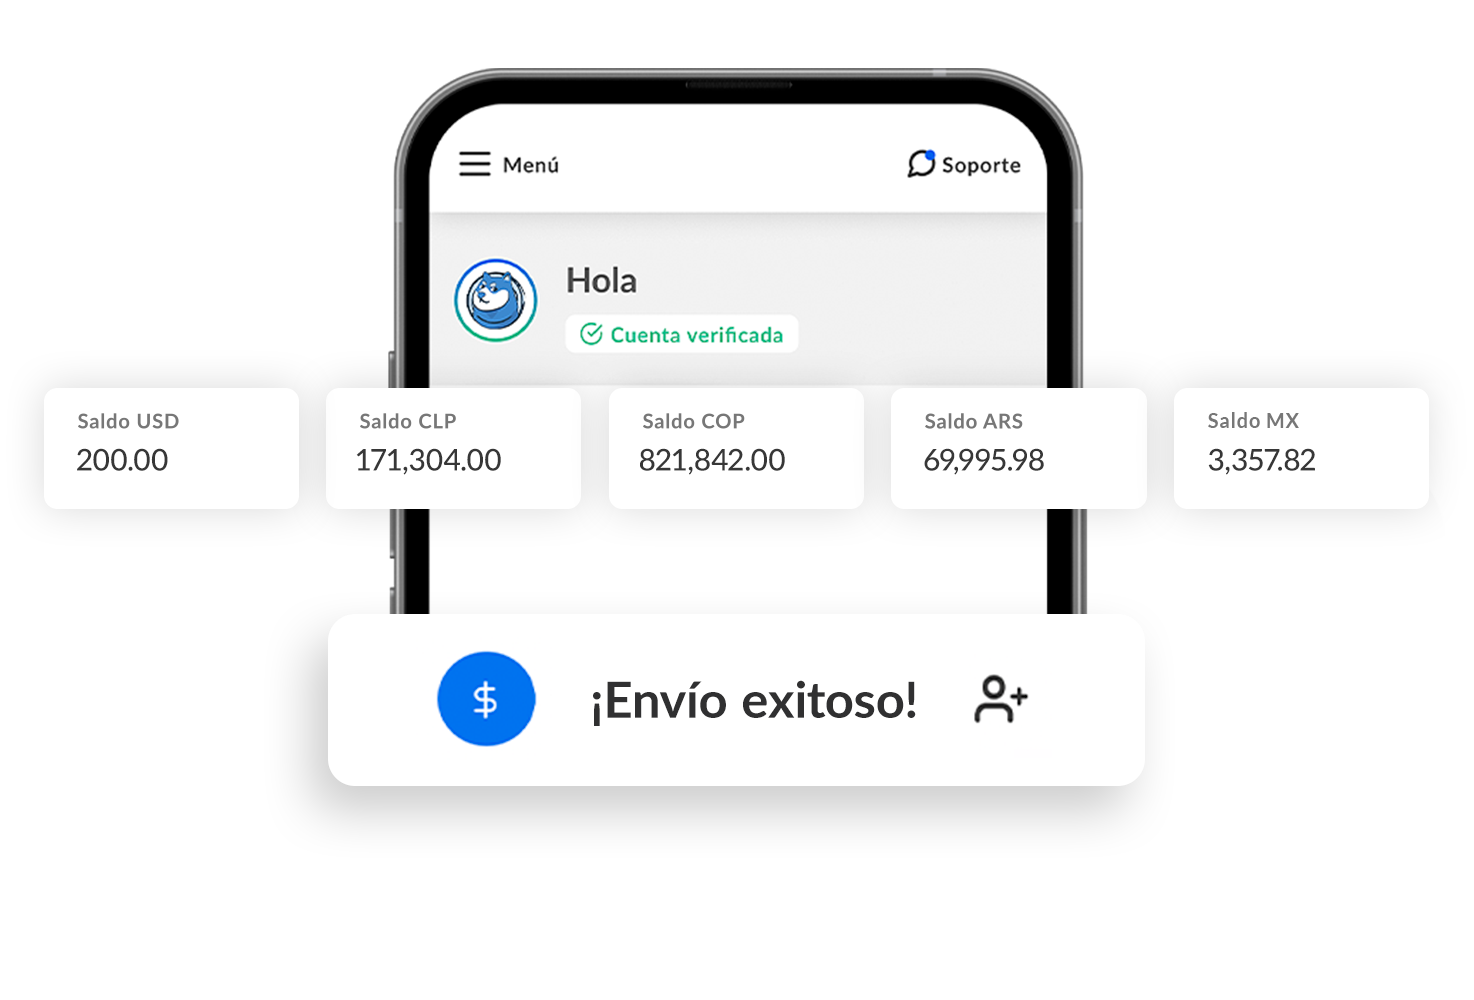 Menú
Soporte
Hola
Cuenta verificada
Saldo USD
200.00
Saldo CLP
171,304.00
Saldo COP
821,842.00
Saldo ARS
69,995.98
Saldo MX
3,357.82
$
¡Envío exitoso!